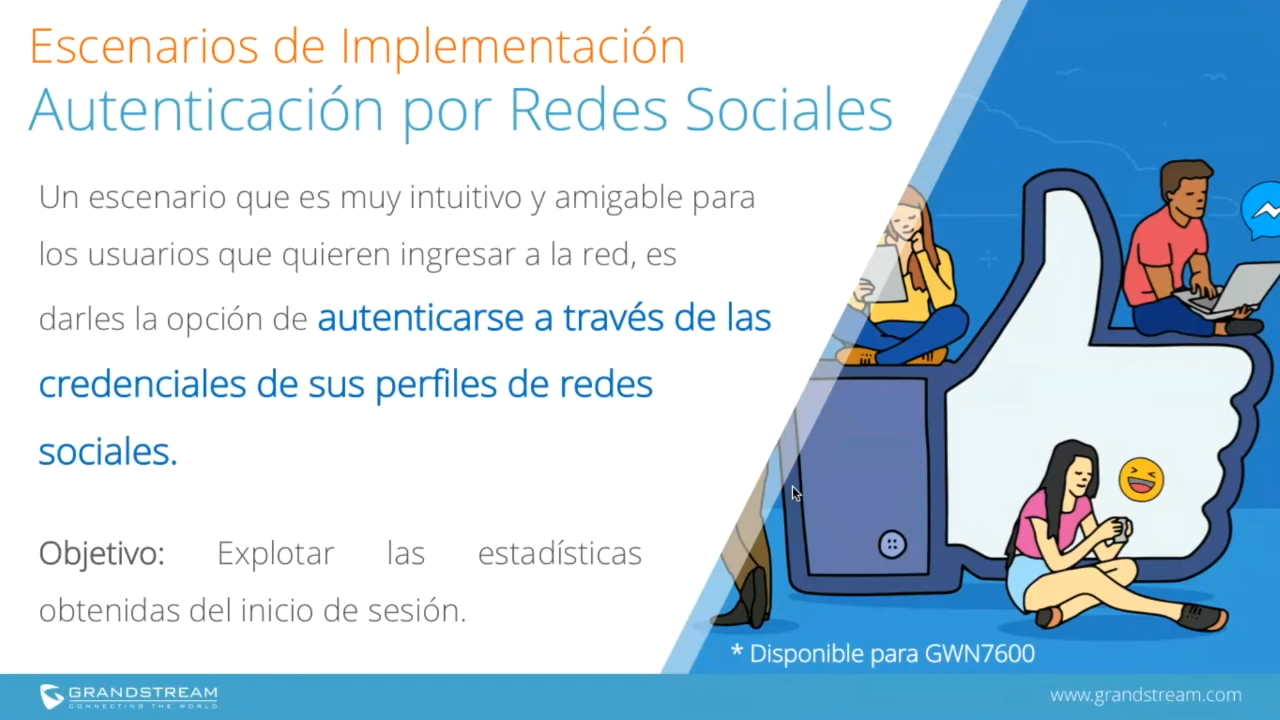 Escenarios de Implementación
Autenticación por Redes Sociales
Un escenario que es muy intuitivo y amigable para
los usuarios que quieren ingresar a la red, es
darles la opción de autenticarse a través de las
credenciales de sus perfiles de redes
sociales.
Objetivo: Explotar las estadísticas
obtenidas del inicio de sesión.
* Disponible para GWN7600
GRANDSTREAM
CONNECTING THE WORLD
www.grandstream.com